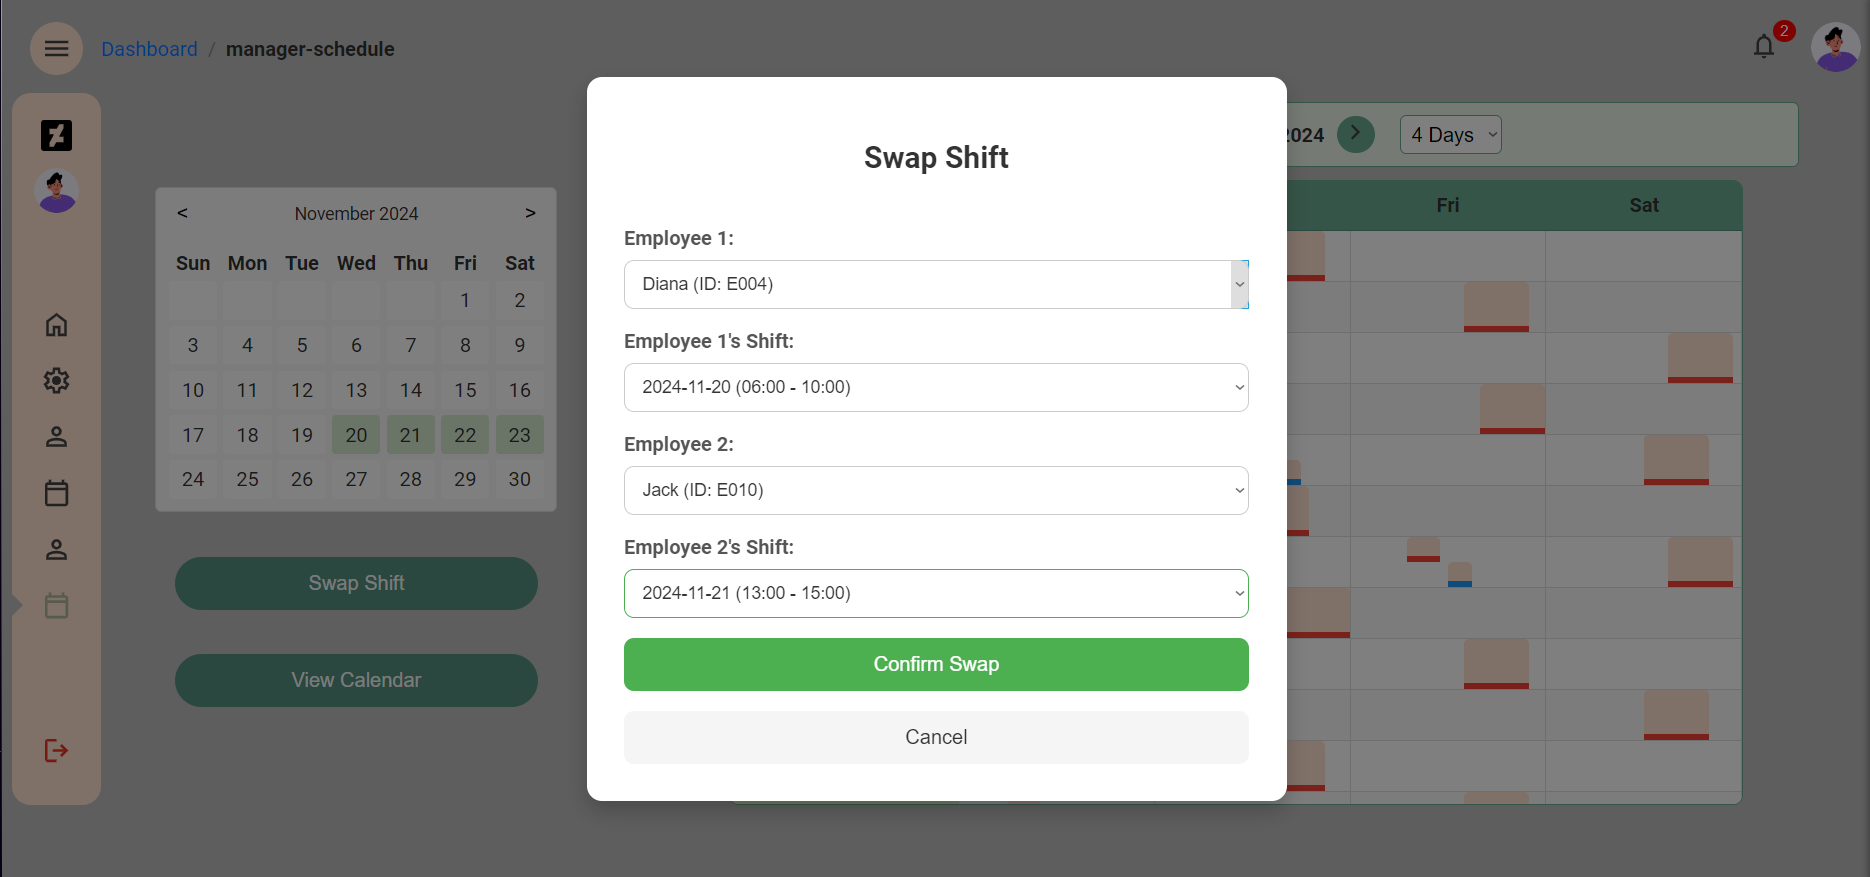 Dashboard / manager-schedule
2
2024
4 Days
< November 2024 >
Sun Mon Tue Wed Thu Fri Sat
1 2
3 4 5 6 7 8 9
10 11 12 13 14 15 16
17 18 19 20 21 22 23
24 25 26 27 28 29 30
Swap Shift
View Calendar
Swap Shift
Employee 1:
Diana (ID: E004)
Employee 1's Shift:
2024-11-20 (06:00 - 10:00)
Employee 2:
Jack (ID: E010)
Employee 2's Shift:
2024-11-21 (13:00 - 15:00)
Confirm Swap
Cancel
Fri Sat